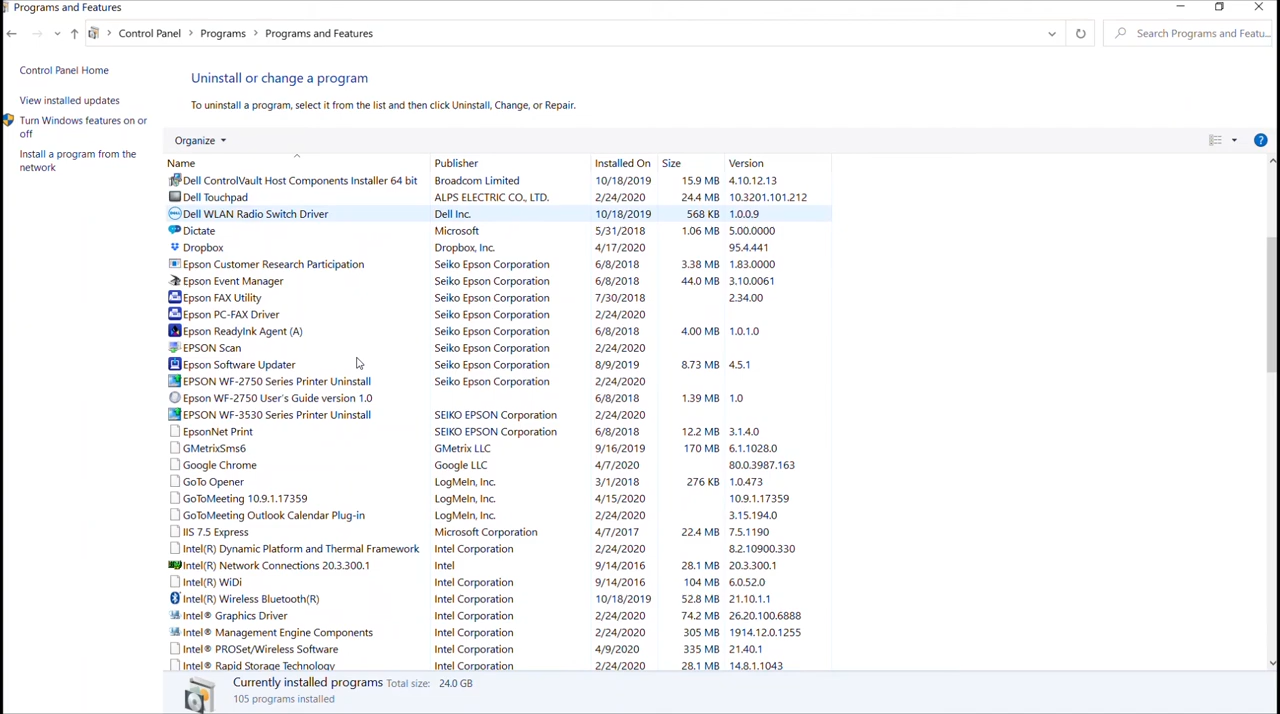 Programs and Features
Control Panel > Programs > Programs and Features
Search Programs and Featu...
Control Panel Home
View installed updates
Turn Windows features on or
off
Install a program from the
network
Uninstall or change a program
To uninstall a program, select it from the list and then click Uninstall, Change, or Repair.
Organize
Name Publisher Installed On Size Version
Dell ControlVault Host Components Installer 64 bit Broadcom Limited 10/18/2019 15.9 MB 4.10.12.13
Dell Touchpad ALPS ELECTRIC CO., LTD. 2/24/2020 24.4 MB 10.3201.101.212
Dell WLAN Radio Switch Driver Dell Inc. 10/18/2019 568 KB 1.0.0.9
Dictate Microsoft 5/31/2018 1.06 MB 5.00.0000
Dropbox Dropbox, Inc. 4/17/2020 95.4.441
Epson Customer Research Participation Seiko Epson Corporation 6/8/2018 3.38 MB 1.83.0000
Epson Event Manager Seiko Epson Corporation 6/8/2018 44.0 MB 3.10.0061
Epson FAX Utility Seiko Epson Corporation 7/30/2018 2.34.00
Epson PC-FAX Driver Seiko Epson Corporation 2/24/2020
Epson ReadyInk Agent (A) Seiko Epson Corporation 6/8/2018 4.00 MB 1.0.1.0
EPSON Scan Seiko Epson Corporation 2/24/2020
Epson Software Updater Seiko Epson Corporation 8/9/2019 8.73 MB 4.5.1
EPSON WF-2750 Series Printer Uninstall Seiko Epson Corporation 2/24/2020
Epson WF-2750 User's Guide version 1.0 6/8/2018 1.39 MB 1.0
EPSON WF-3530 Series Printer Uninstall SEIKO EPSON Corporation 2/24/2020
EpsonNet Print SEIKO EPSON Corporation 6/8/2018 12.2 MB 3.1.4.0
GMetrixSms6 GMetrix LLC 9/16/2019 170 MB 6.1.1028.0
Google Chrome Google LLC 4/7/2020 80.0.3987.163
GoTo Opener LogMeIn, Inc. 3/1/2018 276 KB 1.0.473
GoToMeeting 10.9.1.17359 LogMeIn, Inc. 4/15/2020 10.9.1.17359
GoToMeeting Outlook Calendar Plug-in LogMeIn, Inc. 2/24/2020 3.15.194.0
IIS 7.5 Express Microsoft Corporation 4/7/2017 22.4 MB 7.5.1190
Intel(R) Dynamic Platform and Thermal Framework Intel Corporation 2/24/2020 8.2.10900.330
Intel(R) Network Connections 20.3.300.1 Intel 9/14/2016 28.1 MB 20.3.300.1
Intel(R) WiDi Intel Corporation 9/14/2016 104 MB 6.0.52.0
Intel(R) Wireless Bluetooth(R) Intel Corporation 10/18/2019 52.8 MB 21.10.1.1
Intel® Graphics Driver Intel Corporation 2/24/2020 74.2 MB 26.20.100.6888
Intel® Management Engine Components Intel Corporation 2/24/2020 305 MB 1914.12.0.1255
Intel® PROSet/Wireless Software Intel Corporation 4/9/2020 335 MB 21.40.1
Intel® Rapid Storage Technology Intel Corporation 2/24/2020 28.1 MB 14.8.1.1043
Currently installed programs Total size: 24.0 GB
105 programs installed